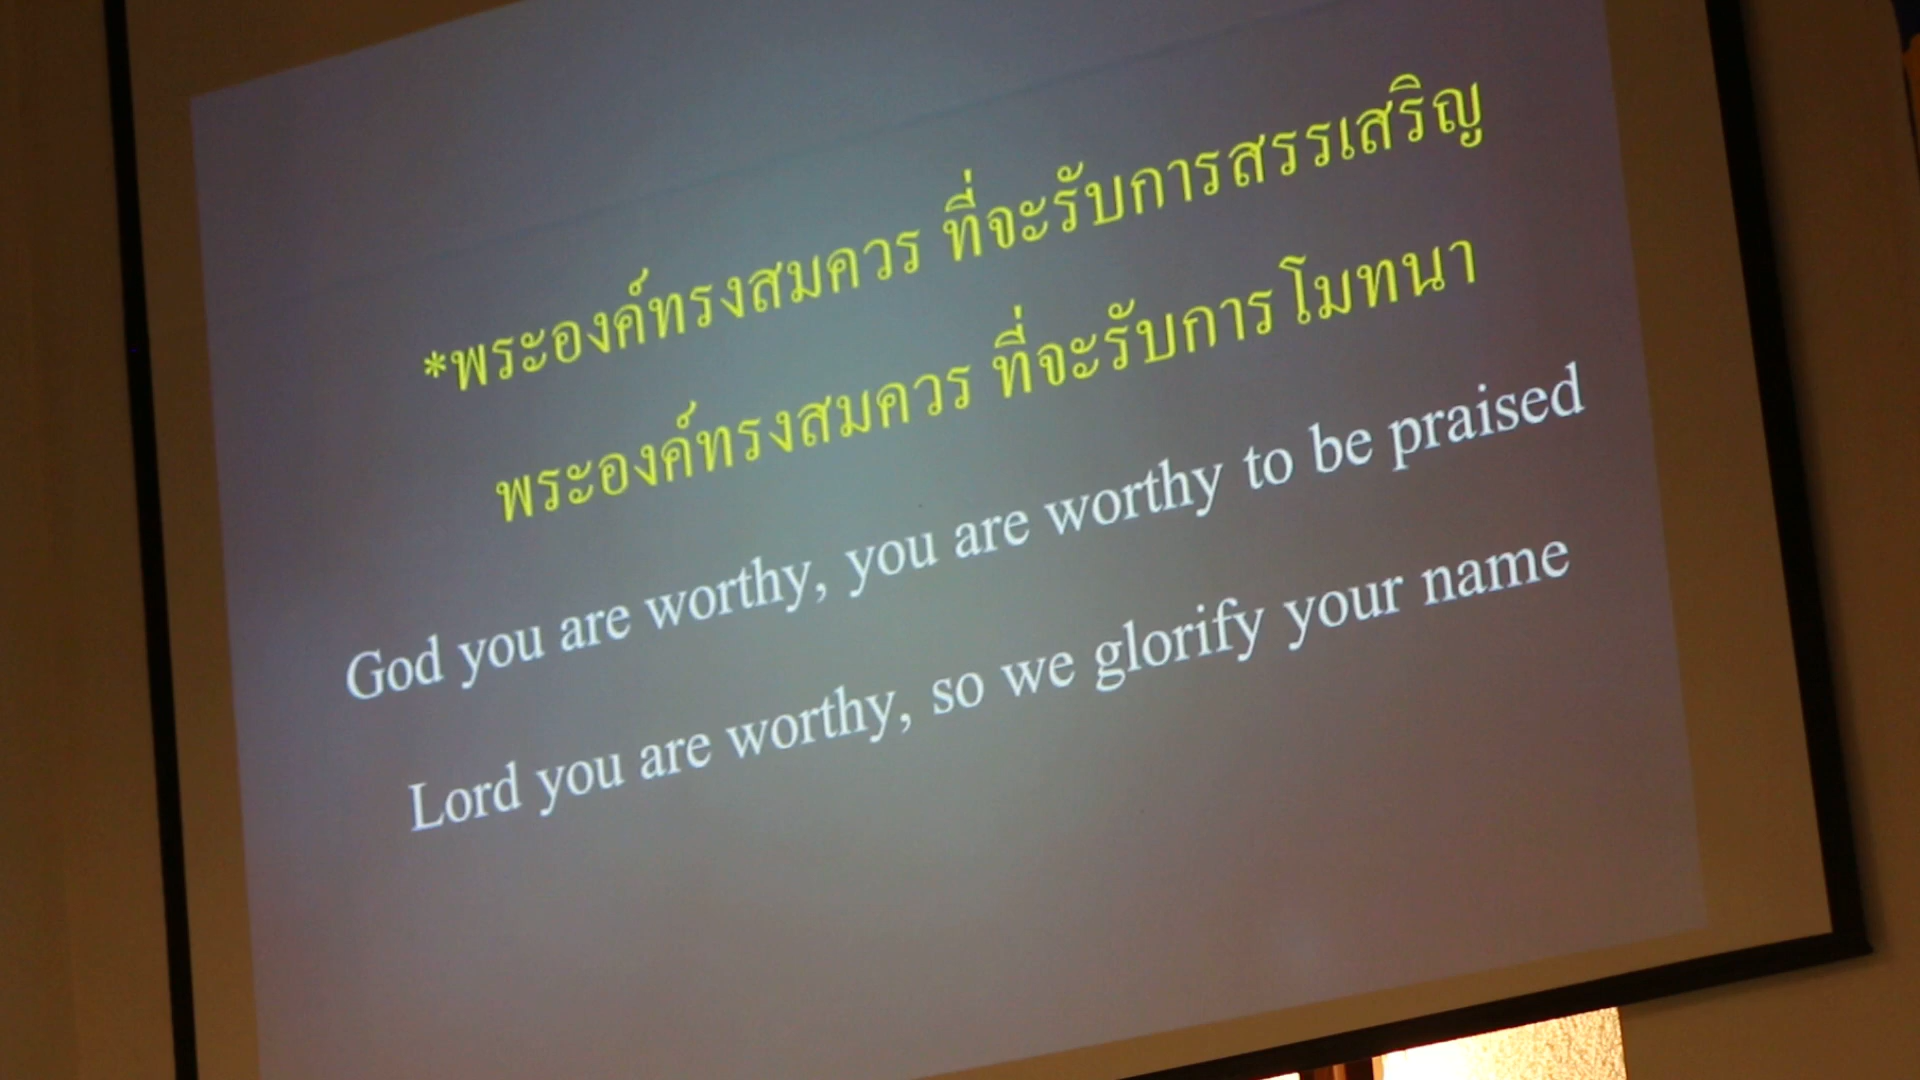 *พระองค์ทรงสมควร ที่จะรับการสรรเสริญ
พระองค์ทรงสมควร ที่จะรับการโมทนา
God you are worthy, you are worthy to be praised
Lord you are worthy, so we glorify your name